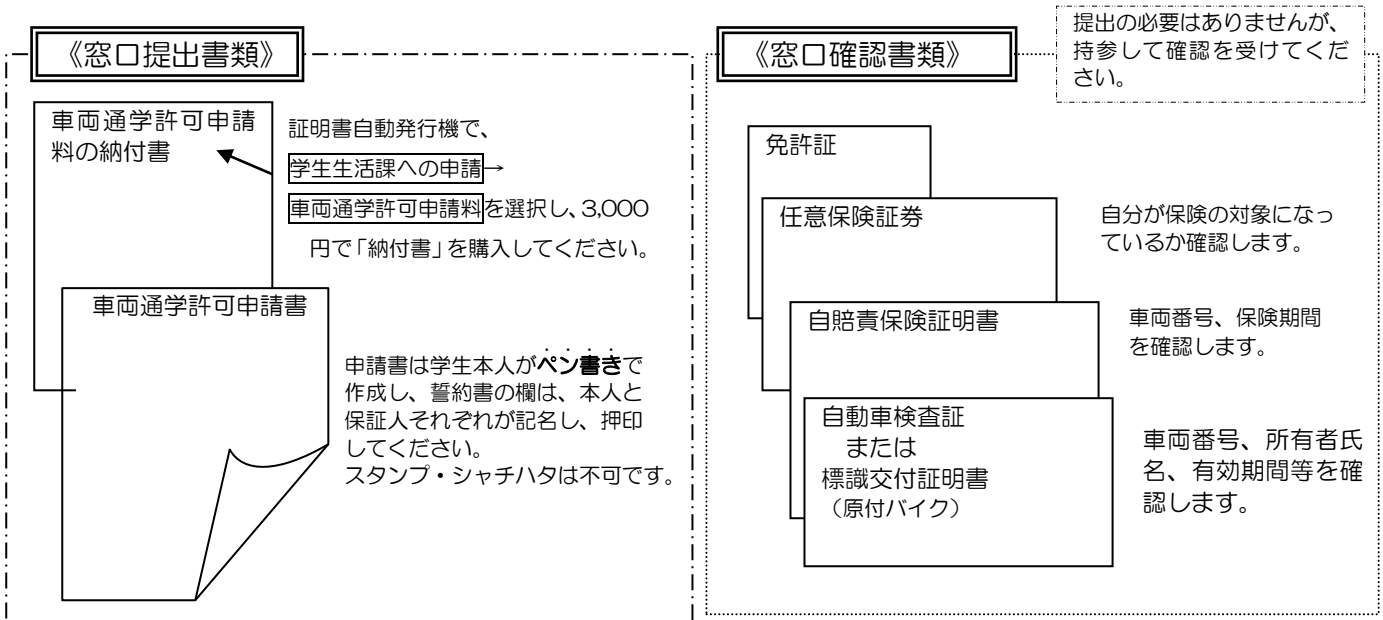 《窓口提出書類》
車両通学許可申請
料の納付書
証明書自動発行機で、
学生生活課への申請→
車両通学許可申請料を選択し、3,000
円で「納付書」を購入してください。
車両通学許可申請書
申請書は学生本人がペン書きで
作成し、誓約書の欄は、本人と
保証人それぞれが記名し、押印
してください。
スタンプ・シャチハタは不可です。
《窓口確認書類》
提出の必要はありませんが、
持参して確認を受けてくだ
さい。
免許証
任意保険証券
自分が保険の対象になっ
ているか確認します。
自賠責保険証明書
車両番号、保険期間
を確認します。
自動車検査証
または
標識交付証明書
（原付バイク）
車両番号、所有者氏
名、有効期間等を確
認します。